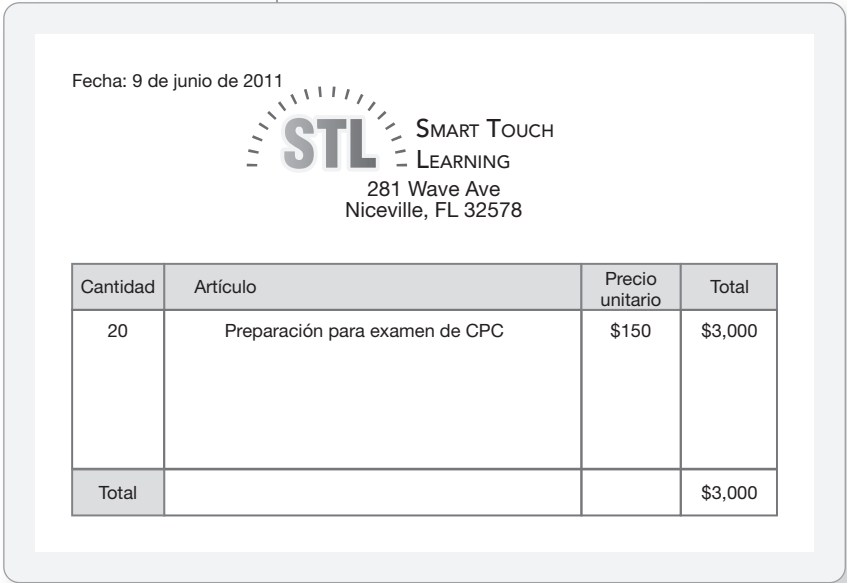 Fecha: 9 de junio de 2011
STL
SMART TOUCH
LEARNING
281 Wave Ave
Niceville, FL 32578
Cantidad Artículo Precio unitario Total
20 Preparación para examen de CPC $150 $3,000
Total $3,000